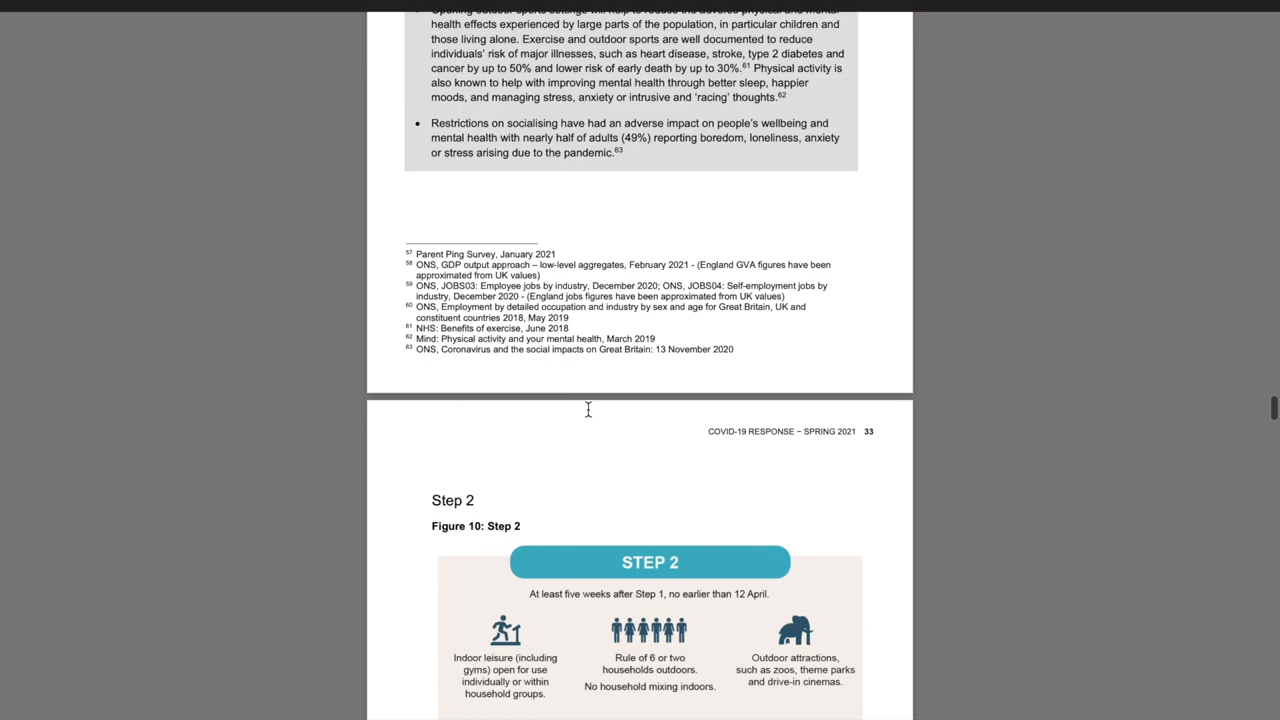 Opening outdoor sports settings will help to reduce the adverse physical and mental
health effects experienced by large parts of the population, in particular children and
those living alone. Exercise and outdoor sports are well documented to reduce
individuals’ risk of major illnesses, such as heart disease, stroke, type 2 diabetes and
cancer by up to 50% and lower risk of early death by up to 30%.61 Physical activity is
also known to help with improving mental health through better sleep, happier
moods, and managing stress, anxiety or intrusive and ‘racing’ thoughts.62
• Restrictions on socialising have had an adverse impact on people’s wellbeing and
mental health with nearly half of adults (49%) reporting boredom, loneliness, anxiety
or stress arising due to the pandemic.63
57 Parent Ping Survey, January 2021
58 ONS, GDP output approach – low-level aggregates, February 2021 - (England GVA figures have been
approximated from UK values)
59 ONS, JOBS03: Employee jobs by industry, December 2020; ONS, JOBS04: Self-employment jobs by
industry, December 2020 - (England jobs figures have been approximated from UK values)
60 ONS, Employment by detailed occupation and industry by sex and age for Great Britain, UK and
constituent countries 2018, May 2019
61 NHS: Benefits of exercise, June 2018
62 Mind: Physical activity and your mental health, March 2019
63 ONS, Coronavirus and the social impacts on Great Britain: 13 November 2020
COVID-19 RESPONSE − SPRING 2021 33
Step 2
Figure 10: Step 2
STEP 2
At least five weeks after Step 1, no earlier than 12 April.
Indoor leisure (including
gyms) open for use
individually or within
household groups.
Rule of 6 or two
households outdoors.
No household mixing indoors.
Outdoor attractions,
such as zoos, theme parks
and drive-in cinemas.